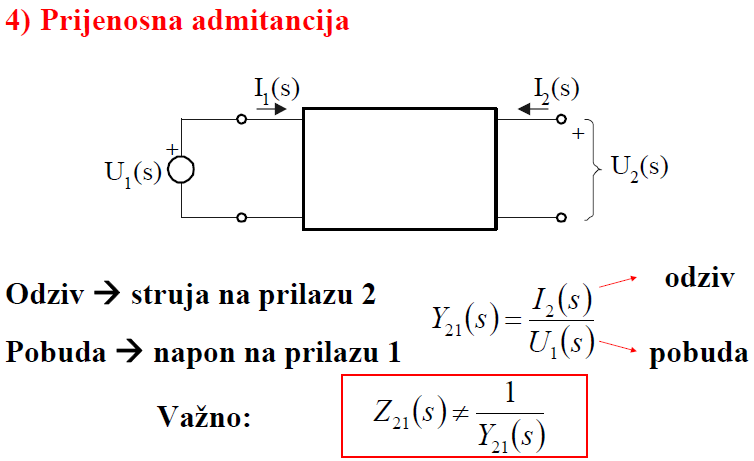 4) Prijenosna admitancija
I₁(s) I₂(s)
+ +
U₁(s) U₂(s)
Odziv → struja na prilazu 2
Pobuda → napon na prilazu 1
Y₂₁(s) = I₂(s) / U₁(s)
odziv
pobuda
Važno: Z₂₁(s) ≠ 1 / Y₂₁(s)